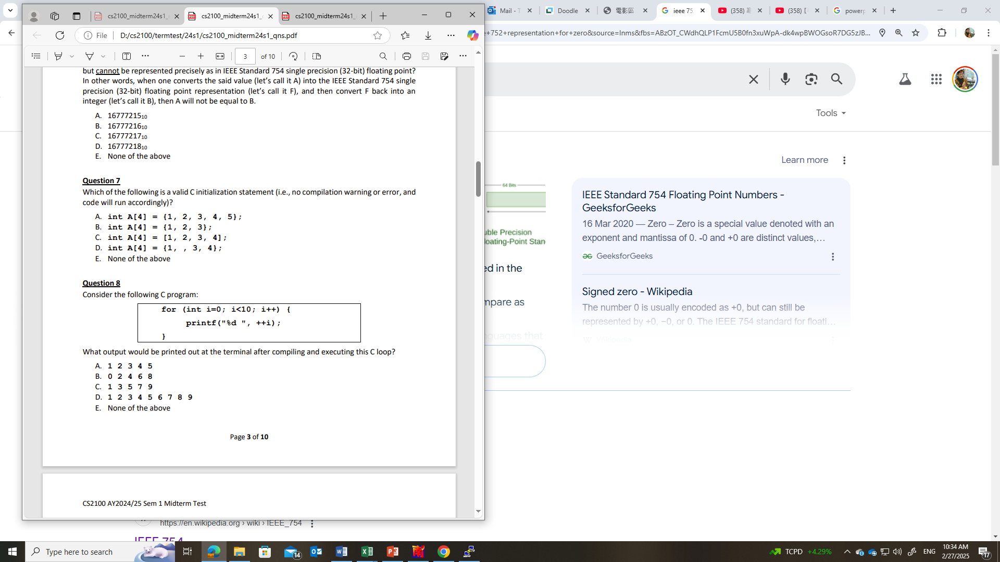 cs2100_midterm24s1_
cs2100_midterm24s1_
cs2100_midterm24s1_
Mail - T
Doodle
電影區
ieee 75
(358)
(358)
powerp
File
D:/cs2100/termtest/24s1/cs2100_midterm24s1_qns.pdf
e+752+representation+for+zero&source=lnms&fbs=ABzOT_CWdhQLP1FcmU5B0fn3xuWpA-dk4wpBWOGsoR7DG5zJB...
3
of 10
but cannot be represented precisely as in IEEE Standard 754 single precision (32-bit) floating point?
In other words, when one converts the said value (let's call it A) into the IEEE Standard 754 single
precision (32-bit) floating point representation (let's call it F), and then convert F back into an
integer (let's call it B), then A will not be equal to B.
A. 16777215₁₀
B. 16777216₁₀
C. 16777217₁₀
D. 16777218₁₀
E. None of the above
Question 7
Which of the following is a valid C initialization statement (i.e., no compilation warning or error, and
code will run accordingly)?
A. int A[4] = {1, 2, 3, 4, 5};
B. int A[4] = {1, 2, 3};
C. int A[4] = [1, 2, 3, 4];
D. int A[4] = {1, , 3, 4};
E. None of the above
Question 8
Consider the following C program:
for (int i=0; i<10; i++) {
printf("%d ", ++i);
}
What output would be printed out at the terminal after compiling and executing this C loop?
A. 1 2 3 4 5
B. 0 2 4 6 8
C. 1 3 5 7 9
D. 1 2 3 4 5 6 7 8 9
E. None of the above
Page 3 of 10
CS2100 AY2024/25 Sem 1 Midterm Test
https://en.wikipedia.org › wiki › IEEE_754
IEEE 754
Tools
Learn more
64 Bits
uble Precision
loating-Point Stan
ed in the
mpare as
guages that
IEEE Standard 754 Floating Point Numbers -
GeeksforGeeks
16 Mar 2020 — Zero – Zero is a special value denoted with an
exponent and mantissa of 0. -0 and +0 are distinct values,...
GeeksforGeeks
Signed zero - Wikipedia
The number 0 is usually encoded as +0, but can still be
represented by +0, −0, or 0. The IEEE 754 standard for floati...
Wikipedia
Type here to search
14
TCPD +4.29%
ENG
10:34 AM
2/27/2025
17